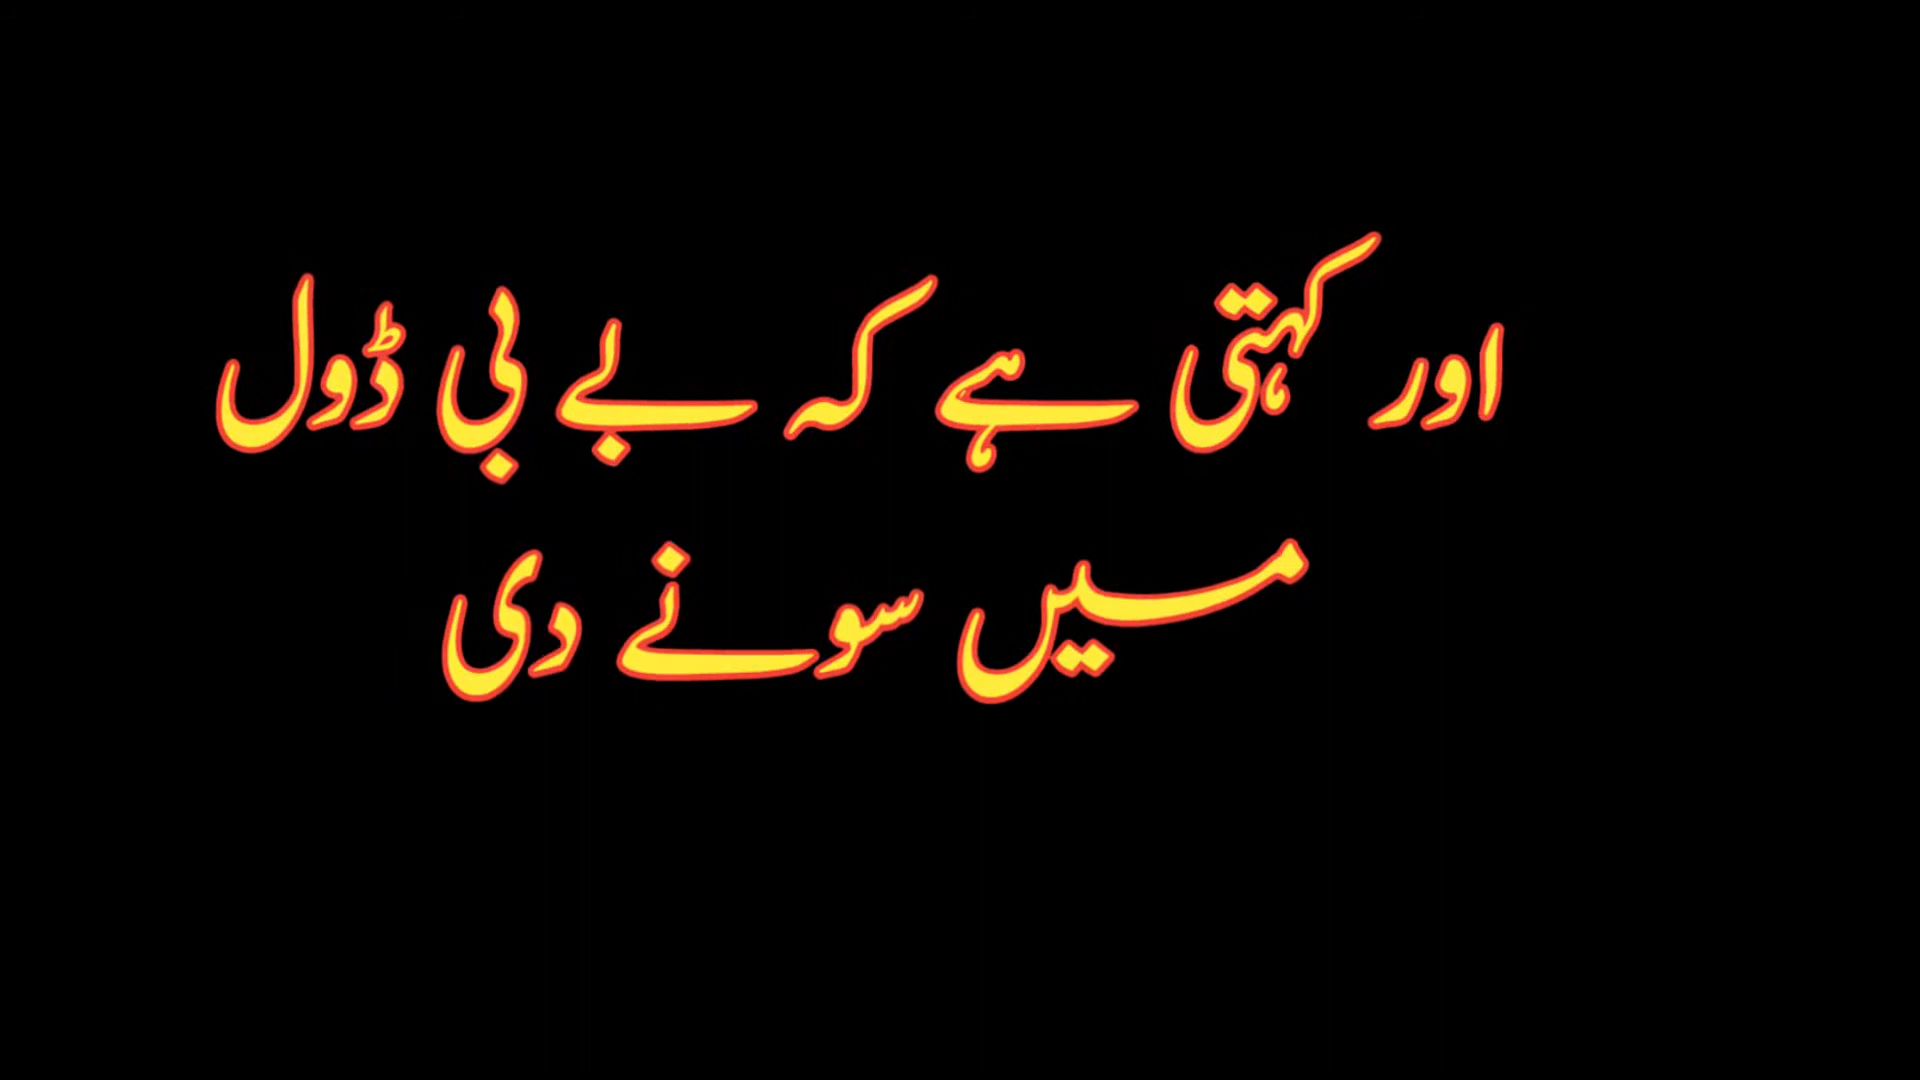 اور کہتی ہے کہ بے بی ڈول
میں سونے دی